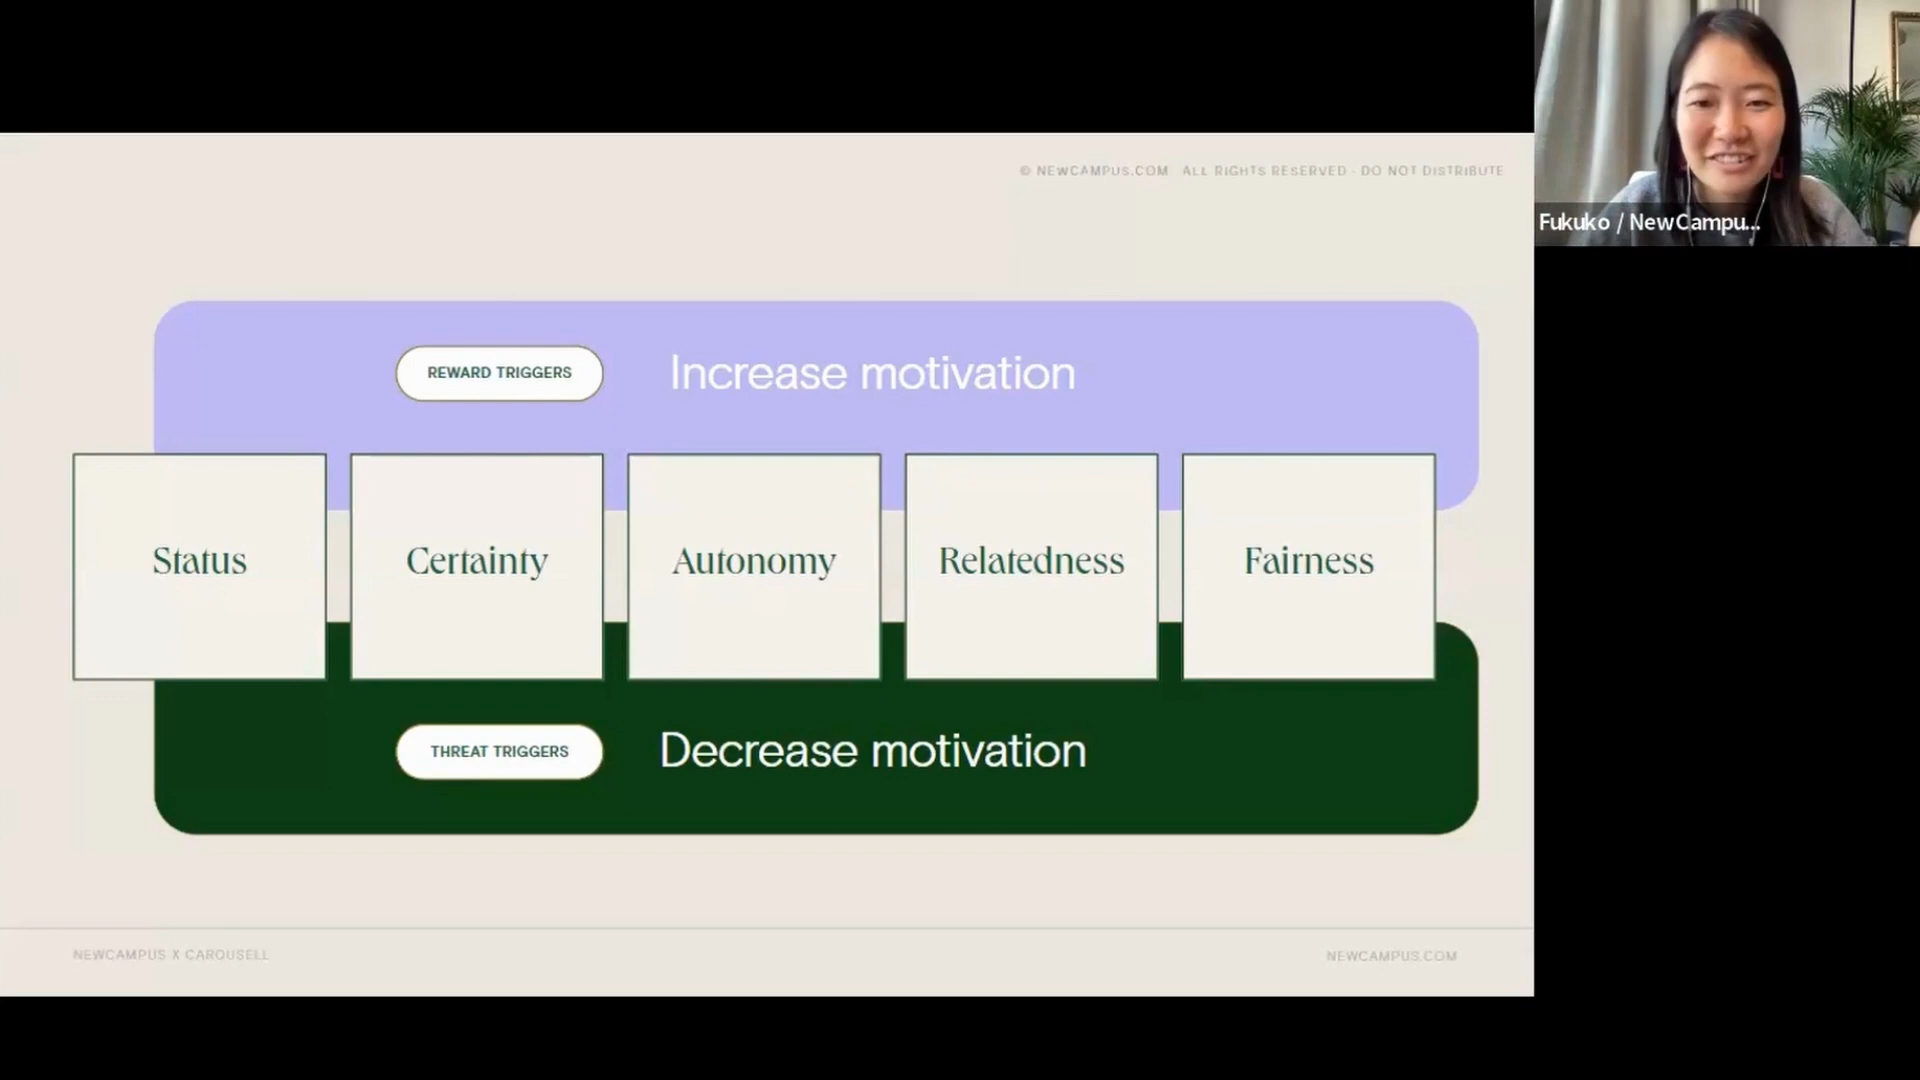 © NEWCAMPUS.COM ALL RIGHTS RESERVED · DO NOT DISTRIBUTE
Fukuko / NewCampu...
REWARD TRIGGERS
Increase motivation
Status
Certainty
Autonomy
Relatedness
Fairness
THREAT TRIGGERS
Decrease motivation
NEWCAMPUS X CAROUSELL
NEWCAMPUS.COM